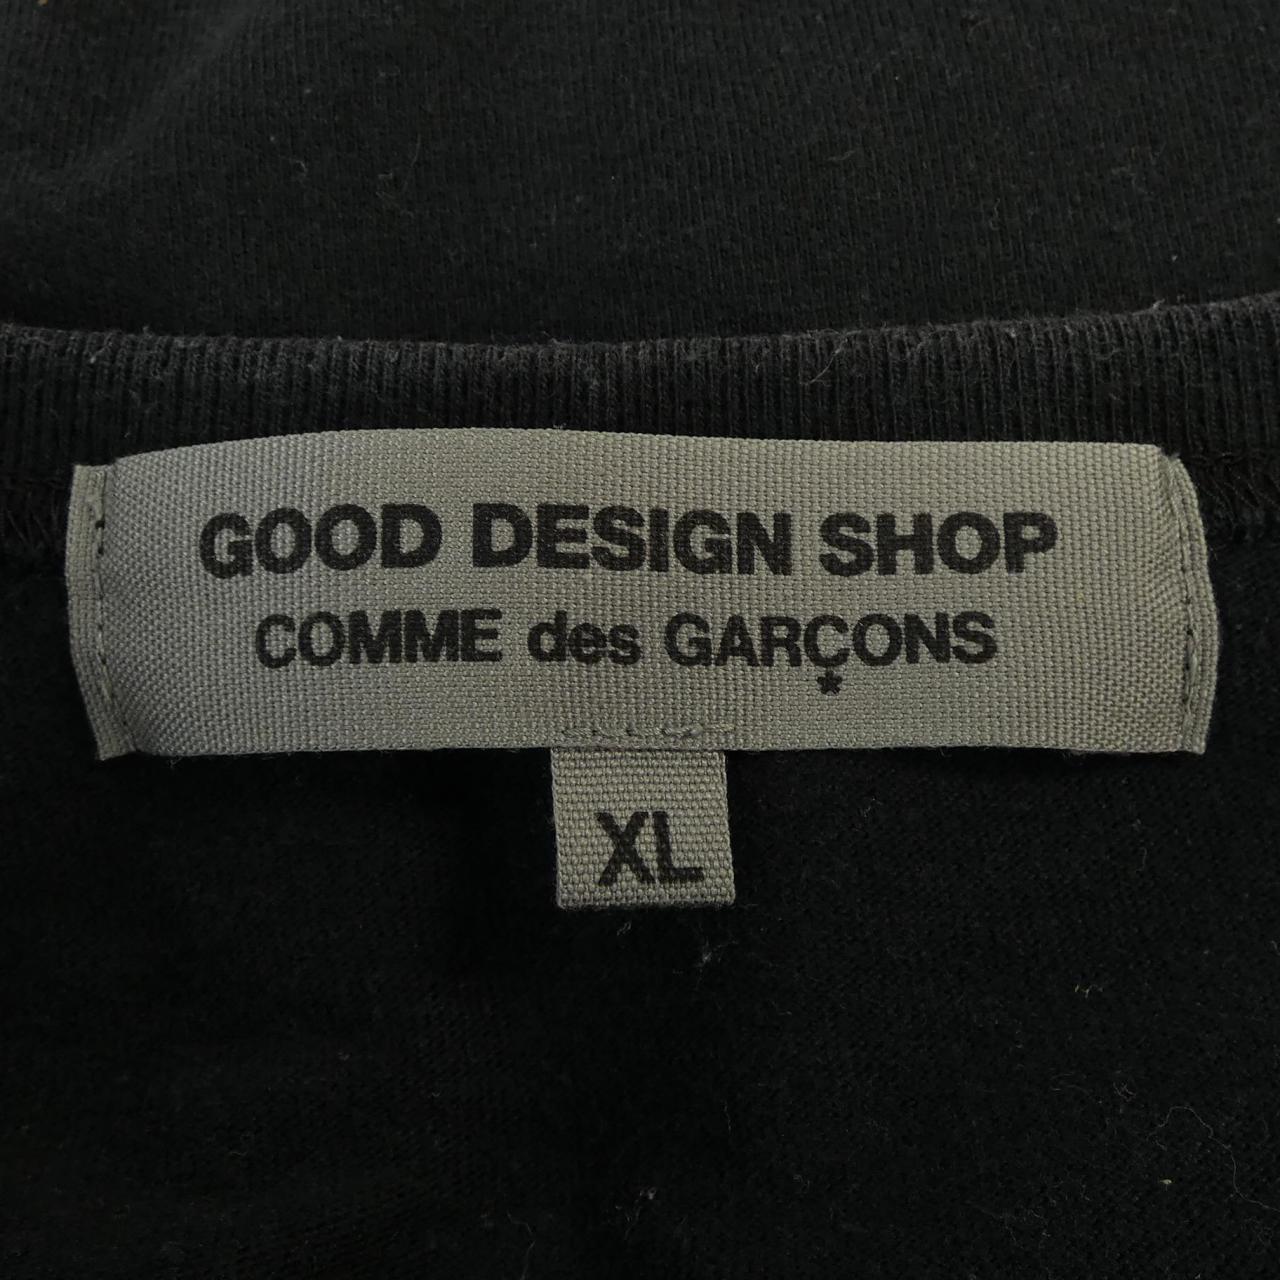 GOOD DESIGN SHOP
COMME des GARÇONS
*
XL